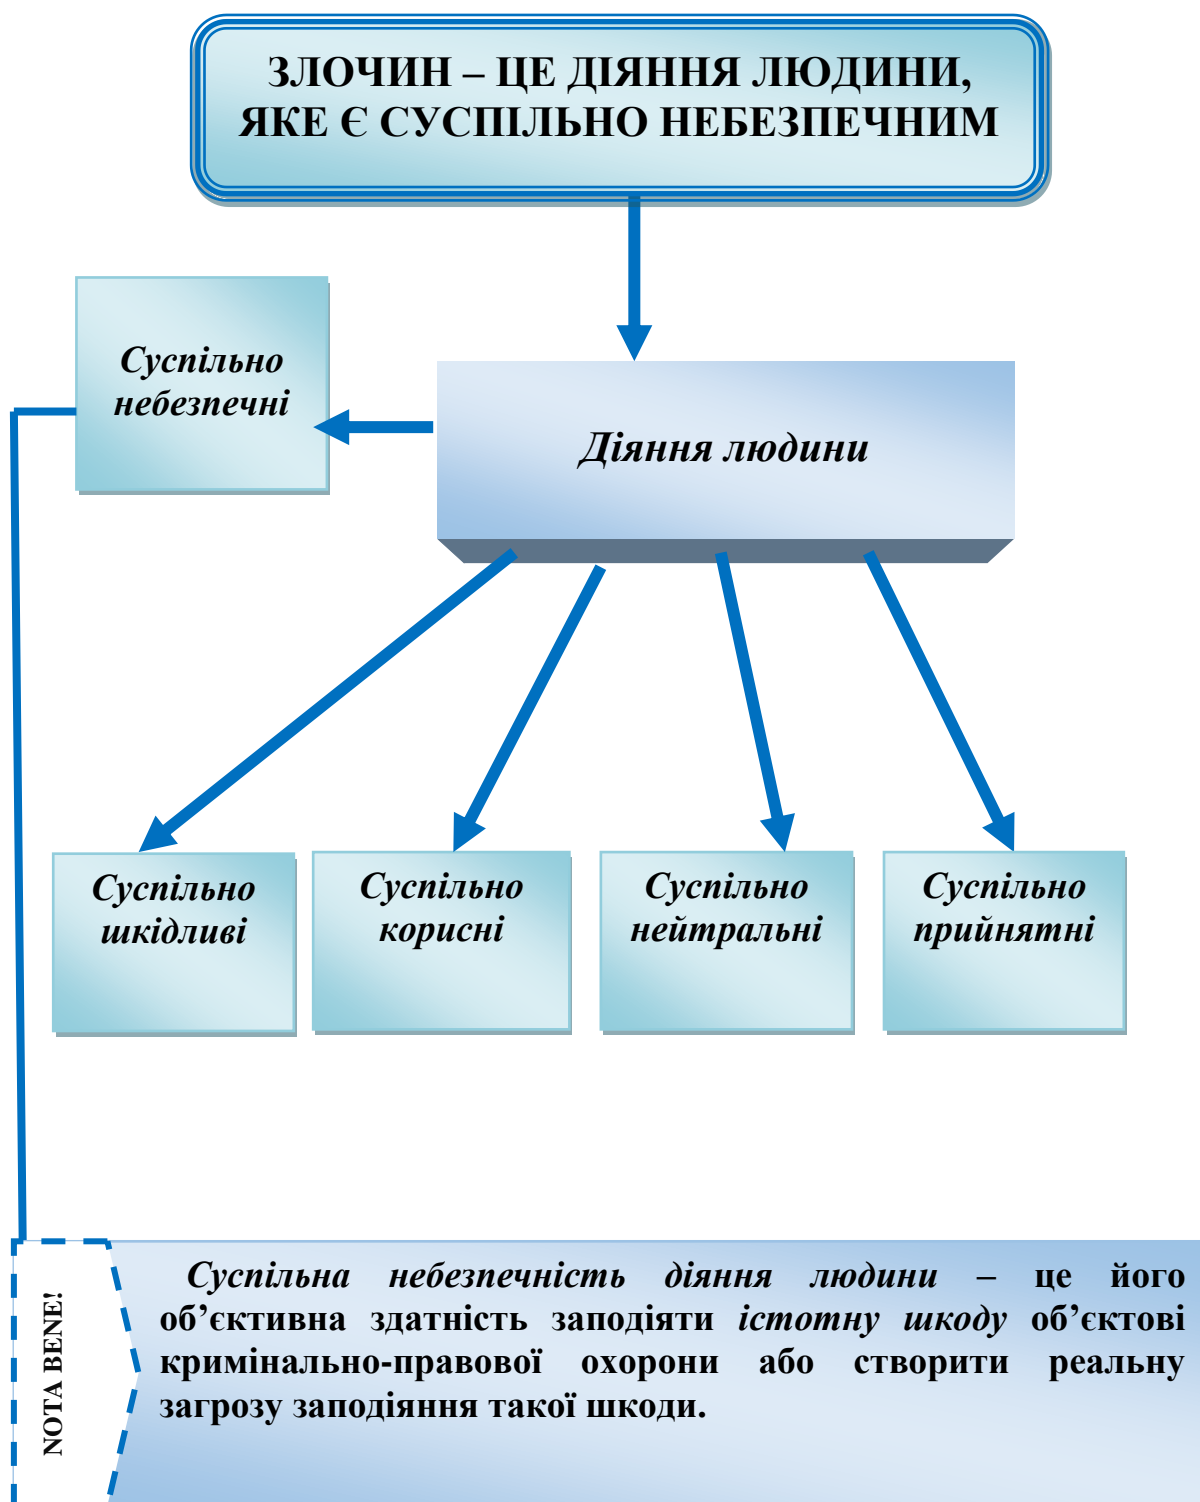 ЗЛОЧИН – ЦЕ ДІЯННЯ ЛЮДИНИ,
ЯКЕ Є СУСПІЛЬНО НЕБЕЗПЕЧНИМ
Суспільно
небезпечні
Діяння людини
Суспільно
шкідливі
Суспільно
корисні
Суспільно
нейтральні
Суспільно
прийнятні
NOTA BENE!
Суспільна небезпечність діяння людини – це його
об’єктивна здатність заподіяти істотну шкоду об’єктові
кримінально-правової охорони або створити реальну
загрозу заподіяння такої шкоди.